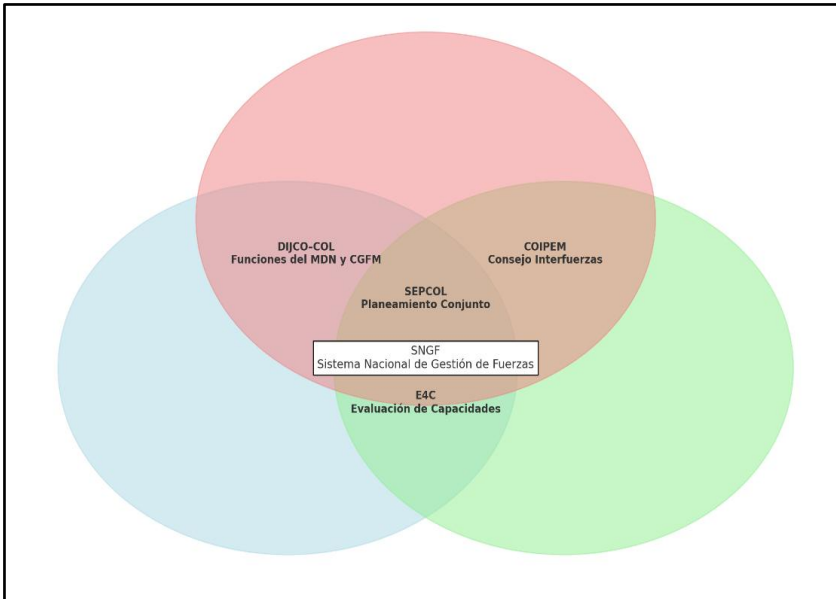 DIJCO-COL
Funciones del MDN y CGFM
COIPEM
Consejo Interfuerzas
SEPCOL
Planeamiento Conjunto
SNGF
Sistema Nacional de Gestión de Fuerzas
E4C
Evaluación de Capacidades